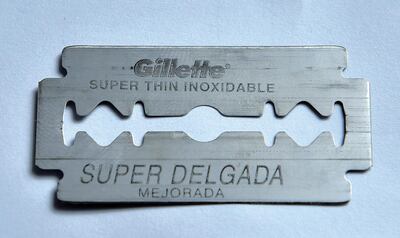 Gillette®
SUPER THIN INOXIDABLE
SUPER DELGADA
MEJORADA